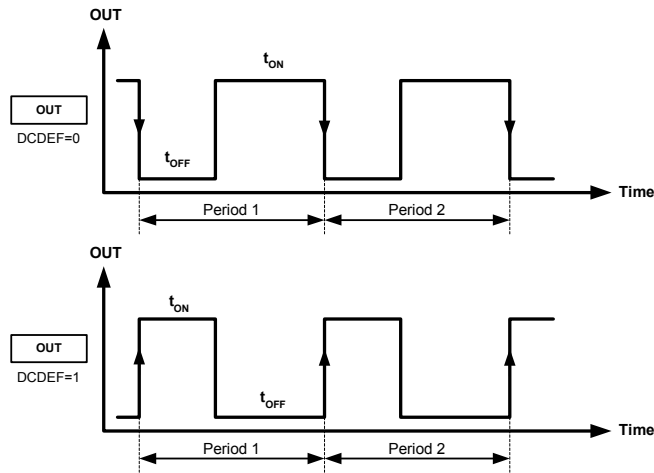 OUT
t_ON
OUT
DCDEF=0
t_OFF
Time
Period 1
Period 2
OUT
t_ON
OUT
DCDEF=1
t_OFF
Time
Period 1
Period 2